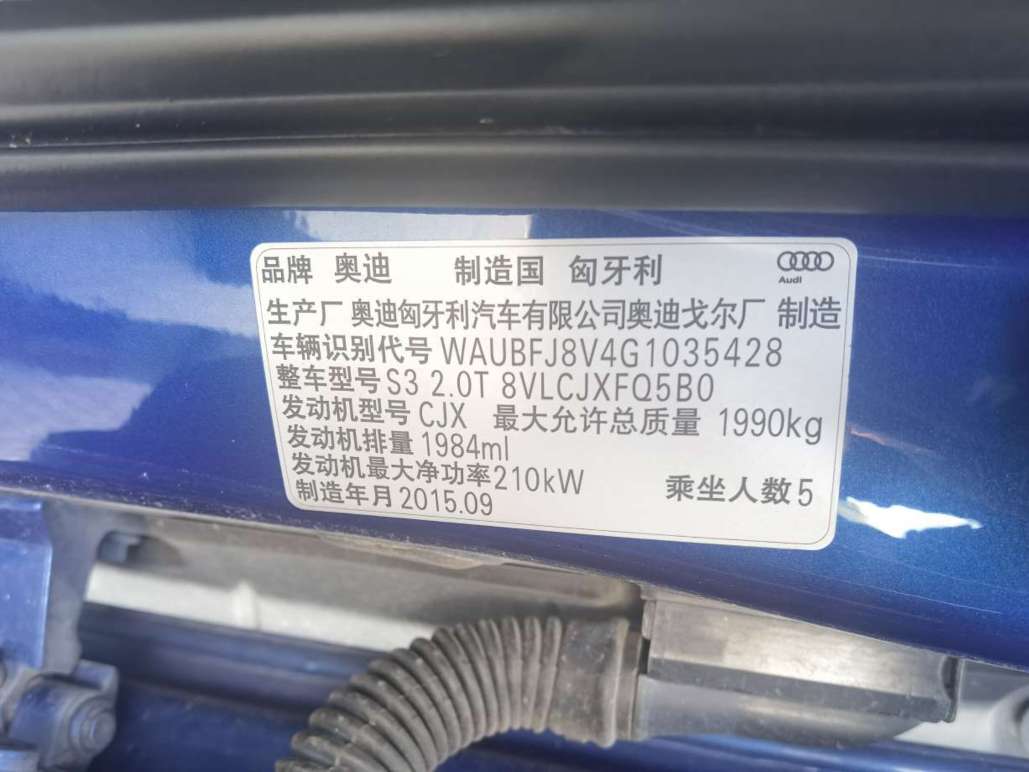 品牌 奥迪 制造国 匈牙利
Audi
生产厂 奥迪匈牙利汽车有限公司奥迪戈尔厂 制造
车辆识别代号 WAUBFJ8V4G1035428
整车型号 S3 2.0T 8VLCJXFQ5B0
发动机型号 CJX 最大允许总质量 1990kg
发动机排量 1984ml
发动机最大净功率210kW 乘坐人数5
制造年月2015.09